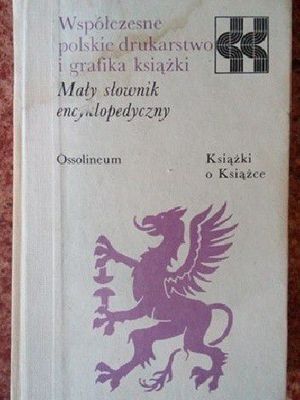 Współczesne
polskie drukarstwo
i grafika książki
Mały słownik
encyklopedyczny
Ossolineum
Książki
o Książce